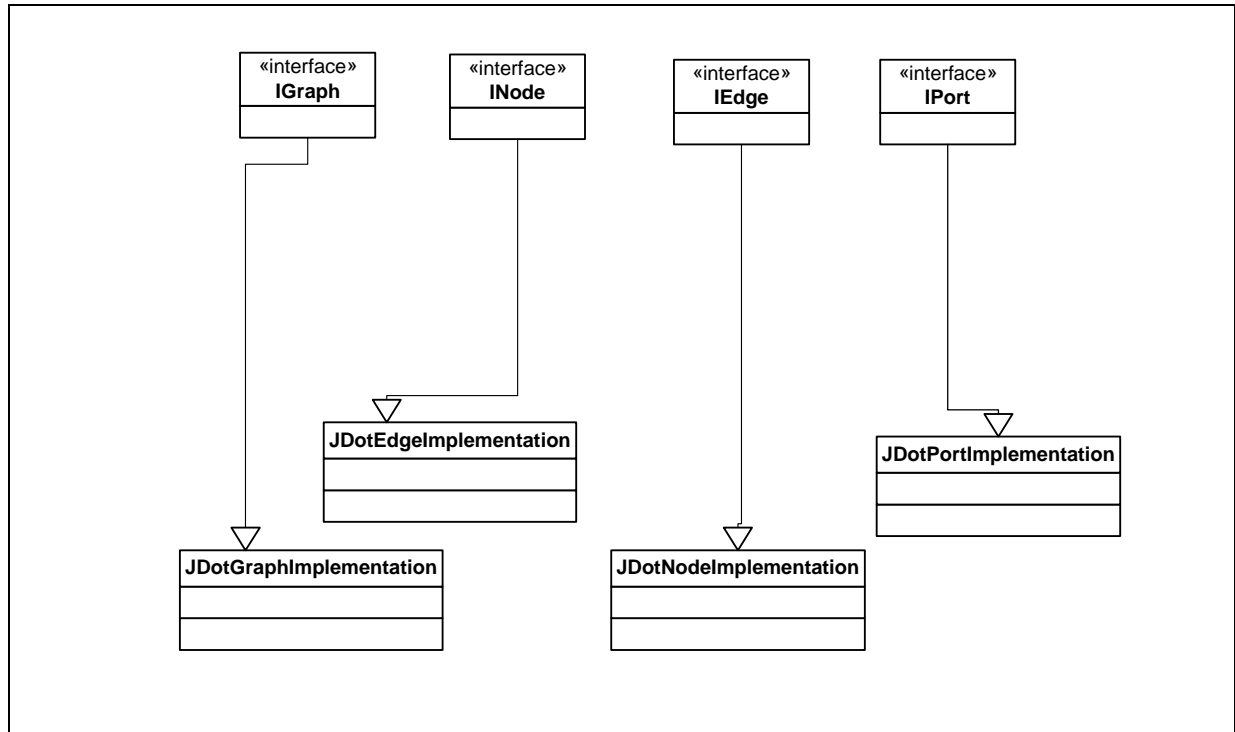 «interface»
IGraph
«interface»
INode
«interface»
IEdge
«interface»
IPort
JDotEdgeImplementation
JDotPortImplementation
JDotGraphImplementation
JDotNodeImplementation